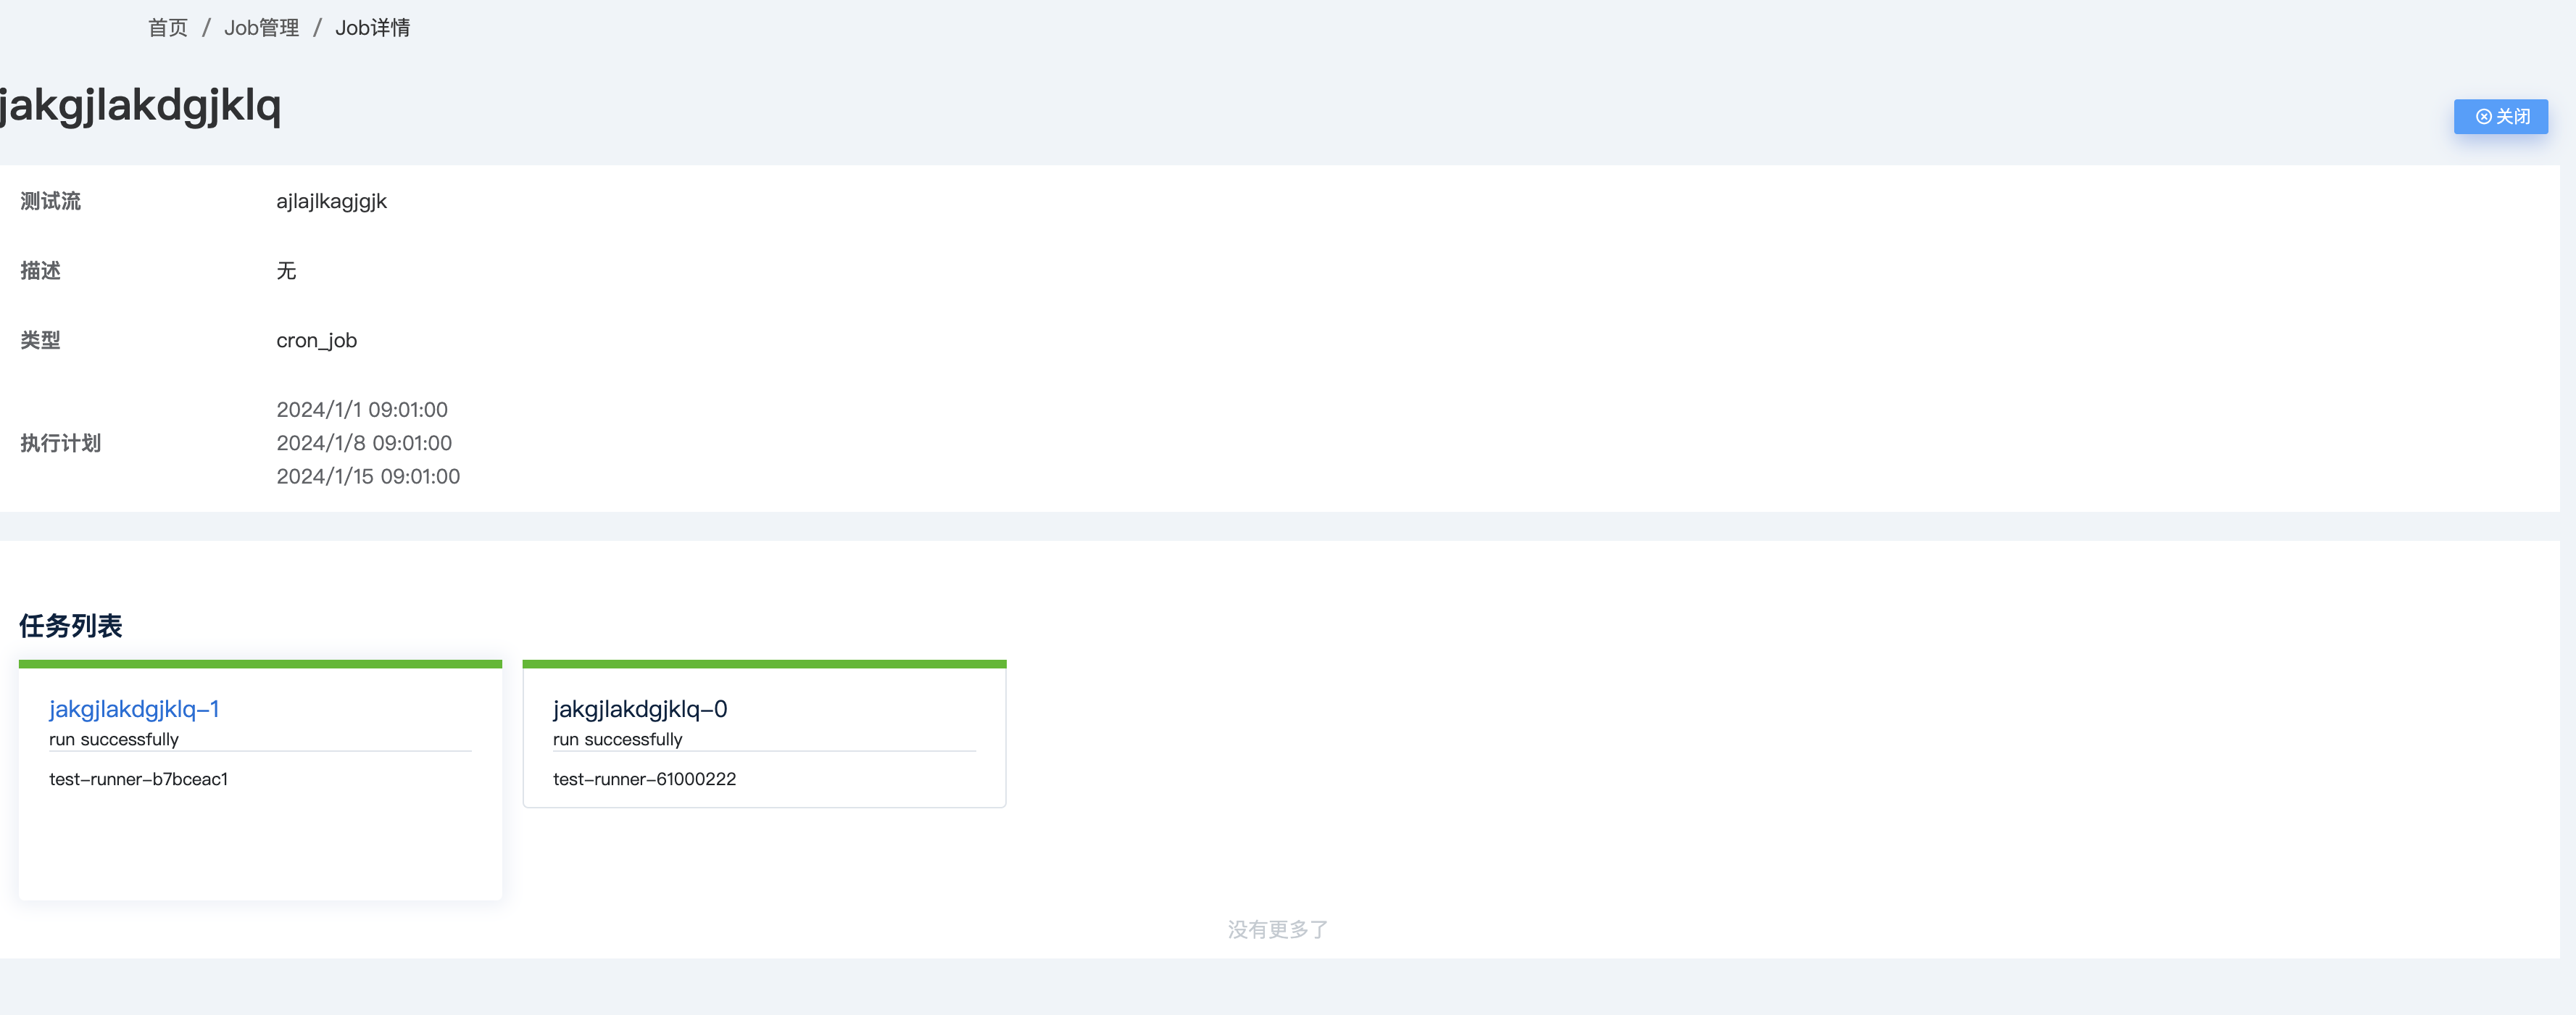 首页 / Job管理 / Job详情
jakgjlakdgjklq
关闭
测试流 ajlajlkagjgjk
描述 无
类型 cron_job
执行计划
2024/1/1 09:01:00
2024/1/8 09:01:00
2024/1/15 09:01:00
任务列表
jakgjlakdgjklq-1
run successfully
test-runner-b7bceac1
jakgjlakdgjklq-0
run successfully
test-runner-61000222
没有更多了